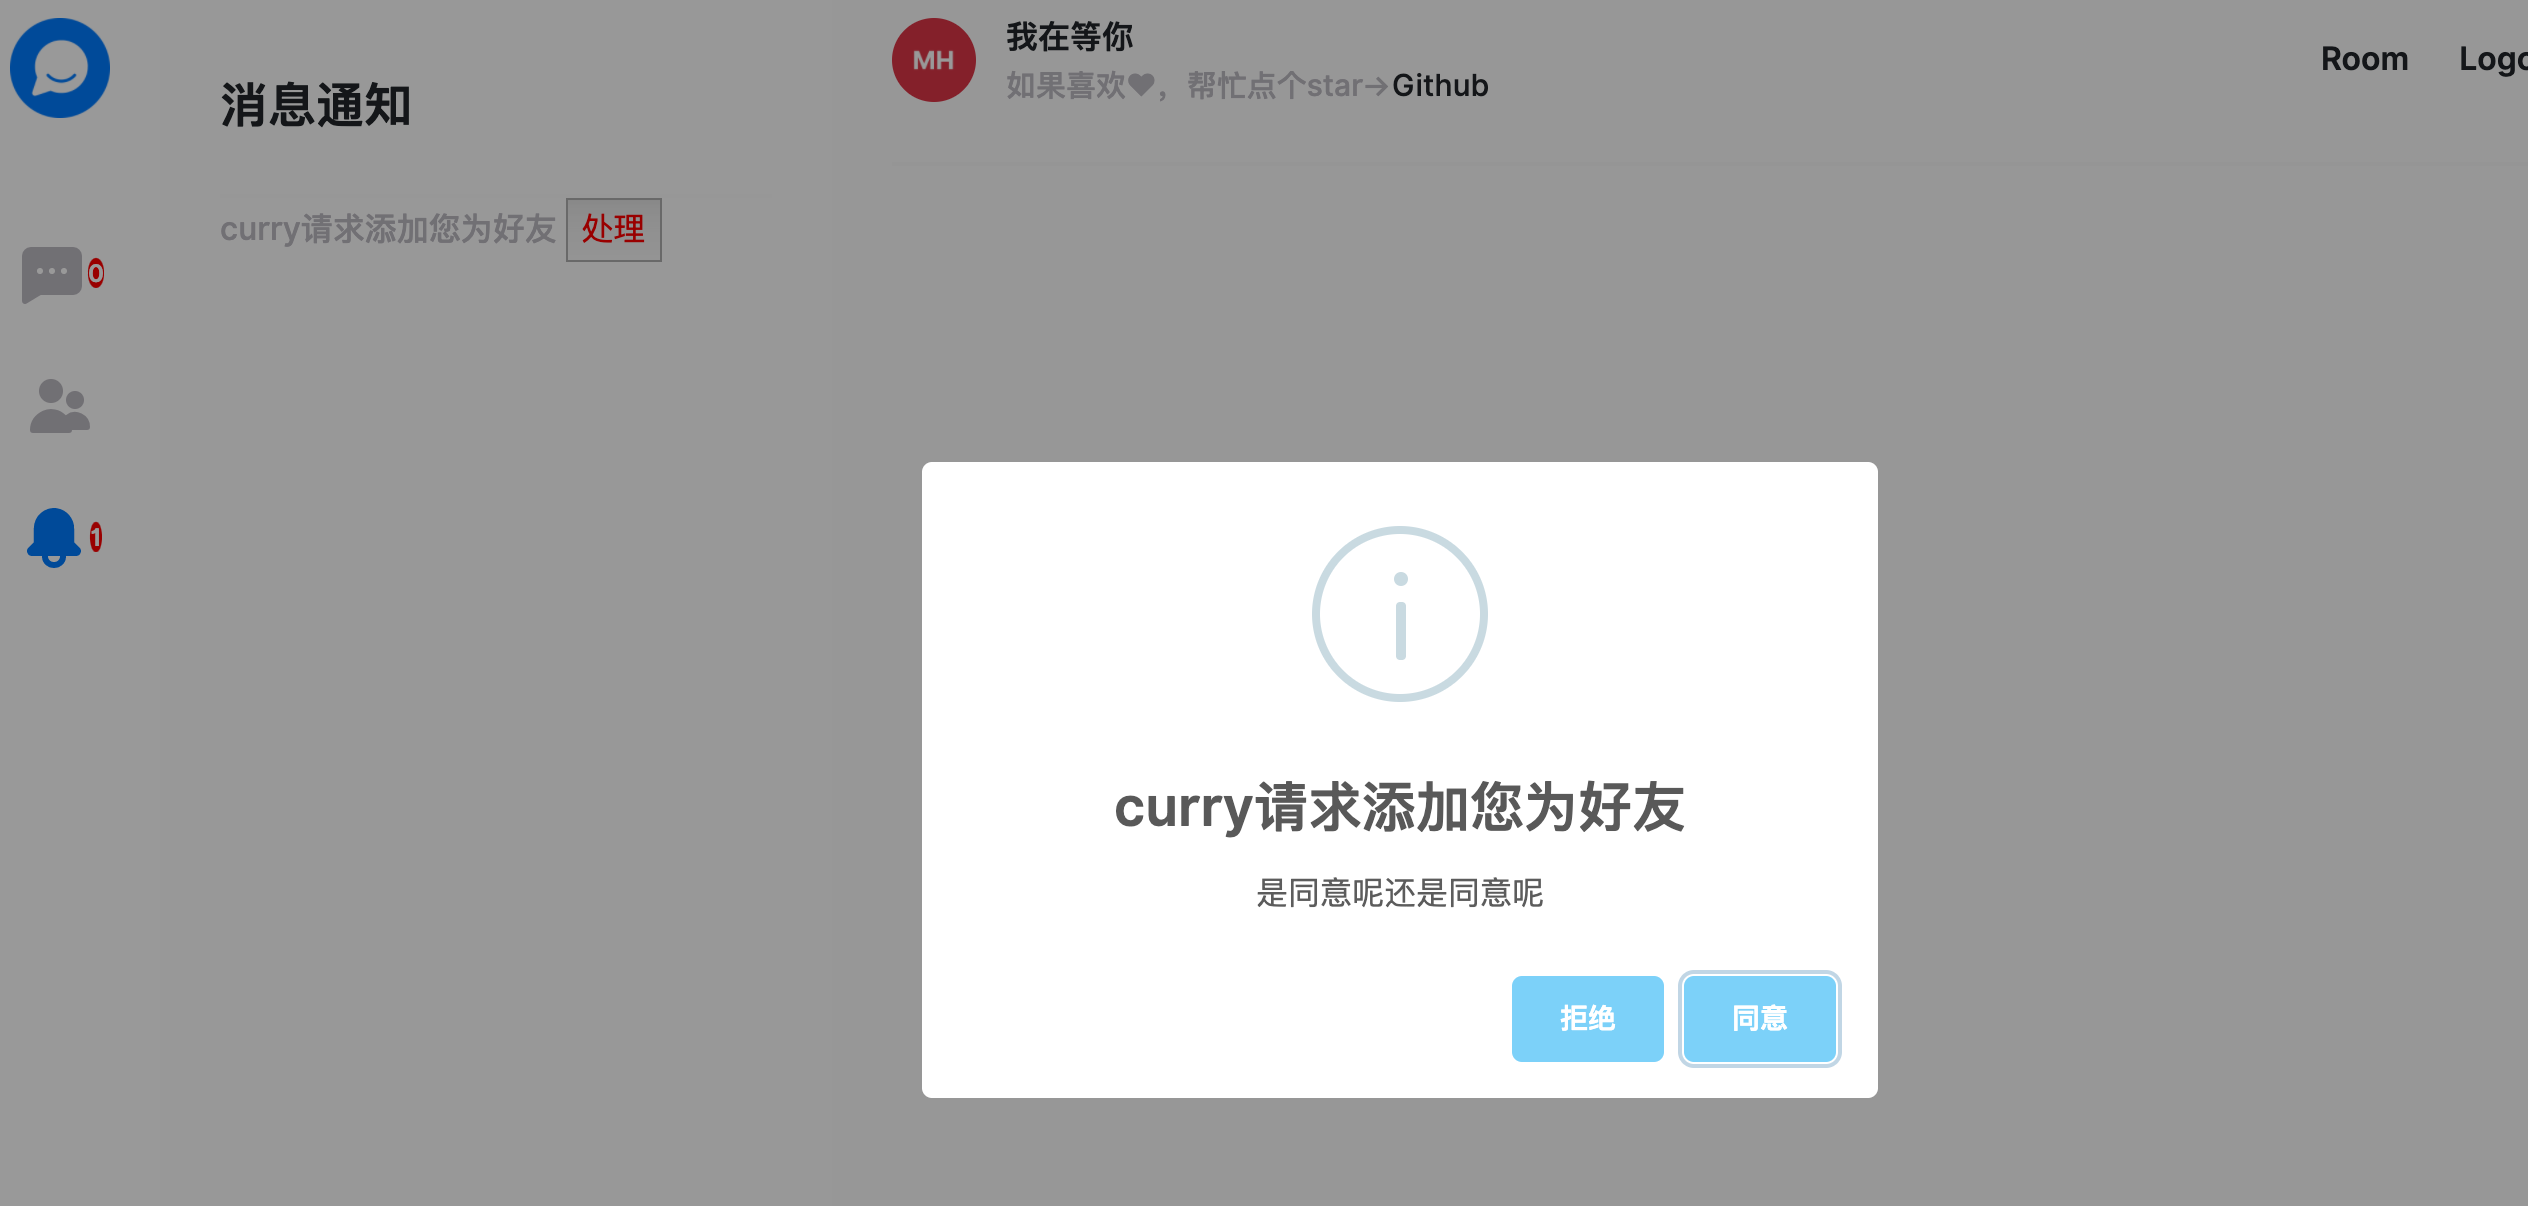 消息通知
curry请求添加您为好友 处理
0
1
MH
我在等你
如果喜欢❤，帮忙点个star→Github
Room
Logo
curry请求添加您为好友
是同意呢还是同意呢
拒绝
同意